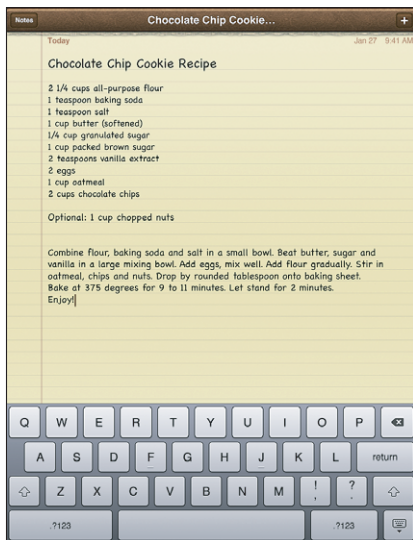 Notes
Chocolate Chip Cookie...
+
Today
Jan 27 9:41 AM
Chocolate Chip Cookie Recipe
2 1/4 cups all-purpose flour
1 teaspoon baking soda
1 teaspoon salt
1 cup butter (softened)
1/4 cup granulated sugar
1 cup packed brown sugar
2 teaspoons vanilla extract
2 eggs
1 cup oatmeal
2 cups chocolate chips
Optional: 1 cup chopped nuts
Combine flour, baking soda and salt in a small bowl. Beat butter, sugar and
vanilla in a large mixing bowl. Add eggs, mix well. Add flour gradually. Stir in
oatmeal, chips and nuts. Drop by rounded tablespoon onto baking sheet.
Bake at 375 degrees for 9 to 11 minutes. Let stand for 2 minutes.
Enjoy!
Q W E R T Y U I O P
A S D F G H J K L return
Z X C V B N M ! , ? .
.?123 .?123